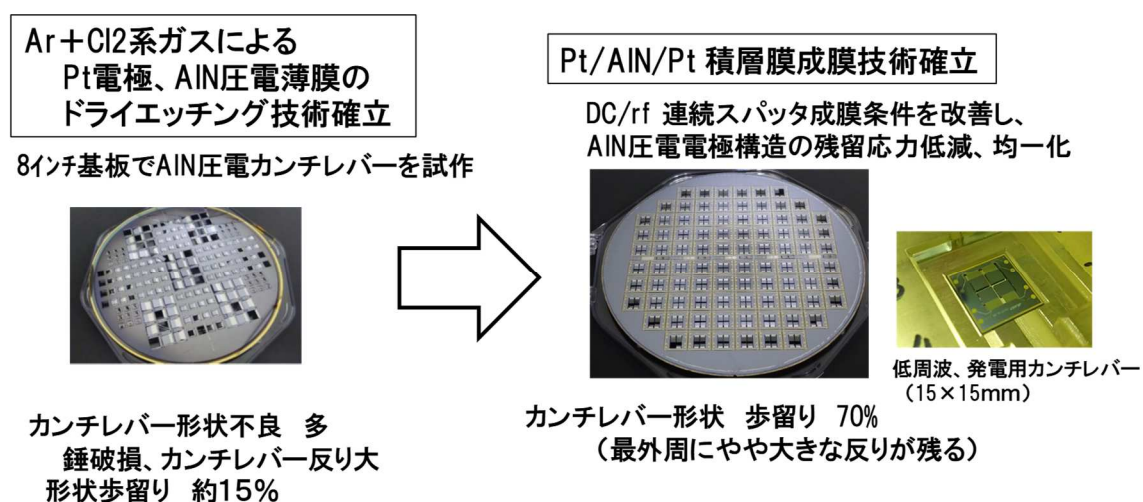 Ar＋Cl2系ガスによる
Pt電極、AlN圧電薄膜の
ドライエッチング技術確立
8インチ基板でAlN圧電カンチレバーを試作
カンチレバー形状不良　多
錘破損、カンチレバー反り大
形状歩留り　約15％
Pt/AlN/Pt 積層膜成膜技術確立
DC/rf 連続スパッタ成膜条件を改善し、
AlN圧電電極構造の残留応力低減、均一化
低周波、発電用カンチレバー
（15×15mm）
カンチレバー形状　歩留り　70%
（最外周にやや大きな反りが残る）